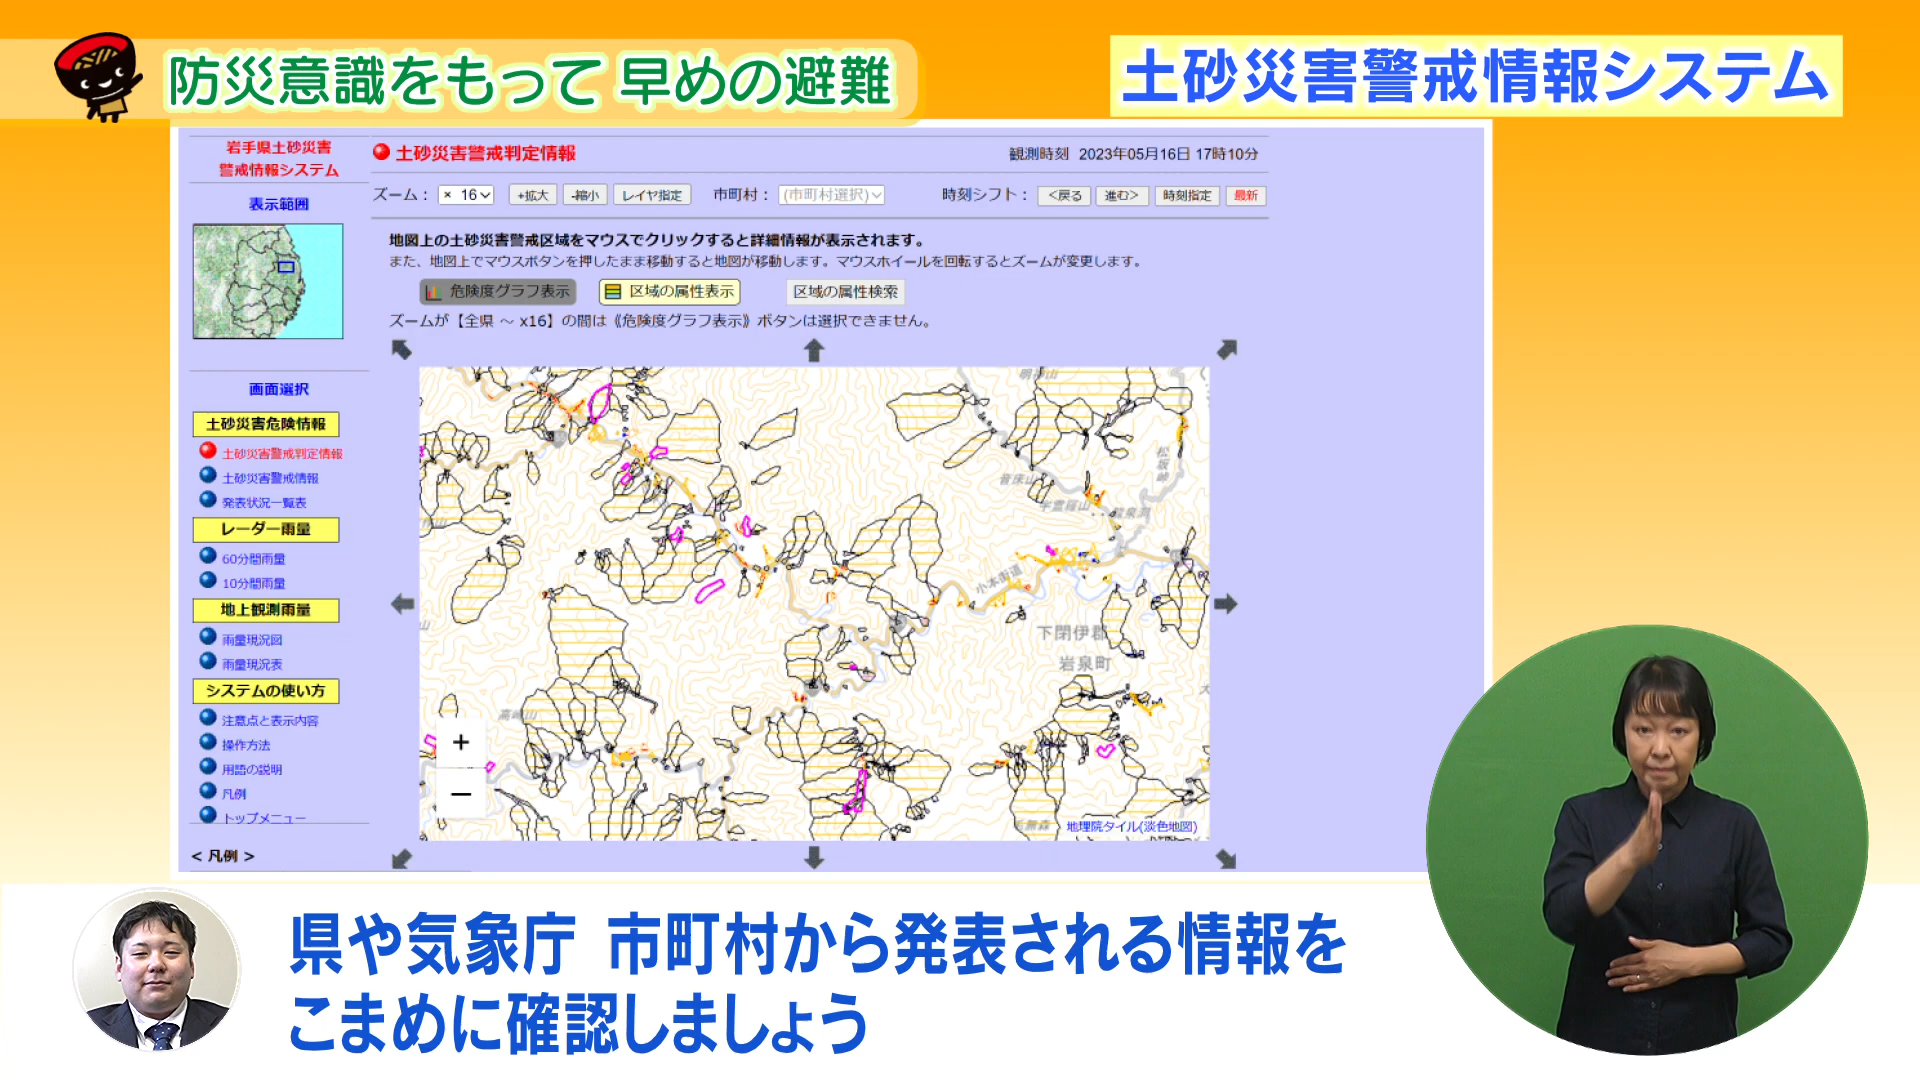 防災意識をもって 早めの避難
土砂災害警戒情報システム
岩手県土砂災害
警戒情報システム
土砂災害警戒判定情報
観測時刻 2023年05月16日 17時10分
ズーム： × 16 +拡大 -縮小 レイヤ指定 市町村： (市町村選択) 時刻シフト： <戻る 進む> 時刻指定 最新
表示範囲
地図上の土砂災害警戒区域をマウスでクリックすると詳細情報が表示されます。
また、地図上でマウスボタンを押したまま移動すると地図が移動します。マウスホイールを回転するとズームが変更します。
危険度グラフ表示 区域の属性表示 区域の属性検索
ズームが【全県 ～ x16】の間は《危険度グラフ表示》ボタンは選択できません。
画面選択
土砂災害危険情報
土砂災害警戒判定情報
土砂災害警戒情報
発表状況一覧表
レーダー雨量
60分間雨量
10分間雨量
地上観測雨量
雨量現況図
雨量現況表
システムの使い方
注意点と表示内容
操作方法
用語の説明
凡例
トップメニュー
< 凡例 >
明神山
松坂峠
宇霊羅山
小本街道
下閉伊郡
岩泉町
+
−
地理院タイル(淡色地図)
県や気象庁 市町村から発表される情報を
こまめに確認しましょう